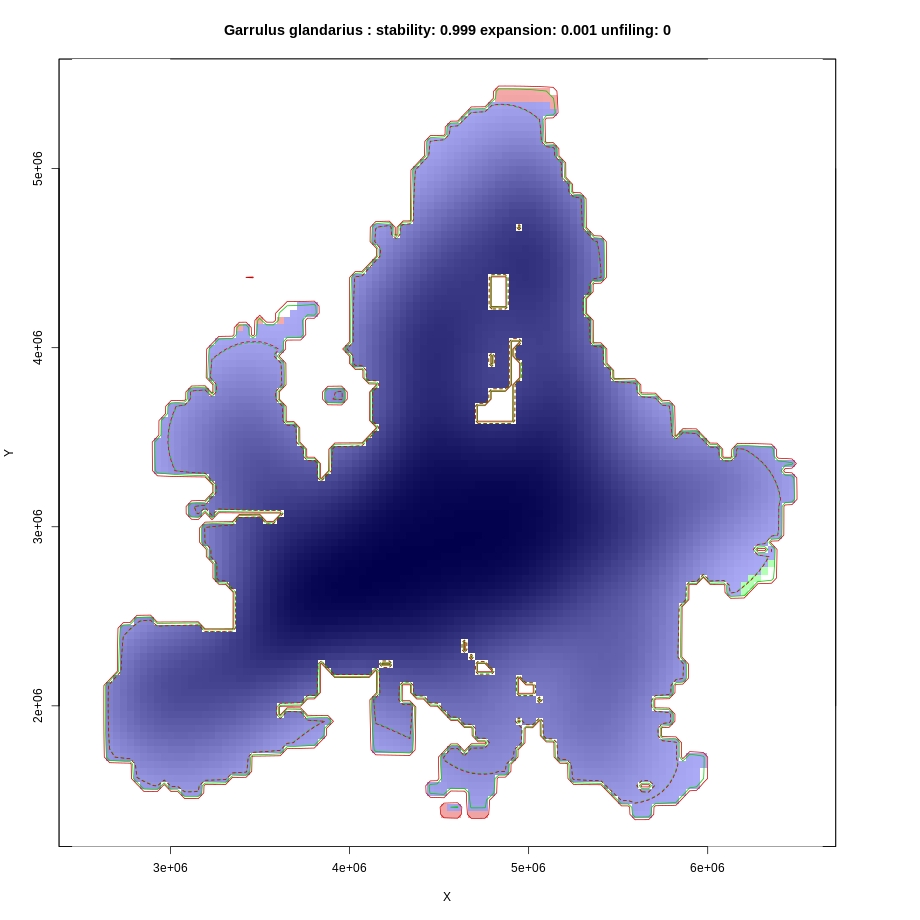 Garrulus glandarius : stability: 0.999 expansion: 0.001 unfiling: 0
5e+06
4e+06
3e+06
2e+06
Y
3e+06 4e+06 5e+06 6e+06
X